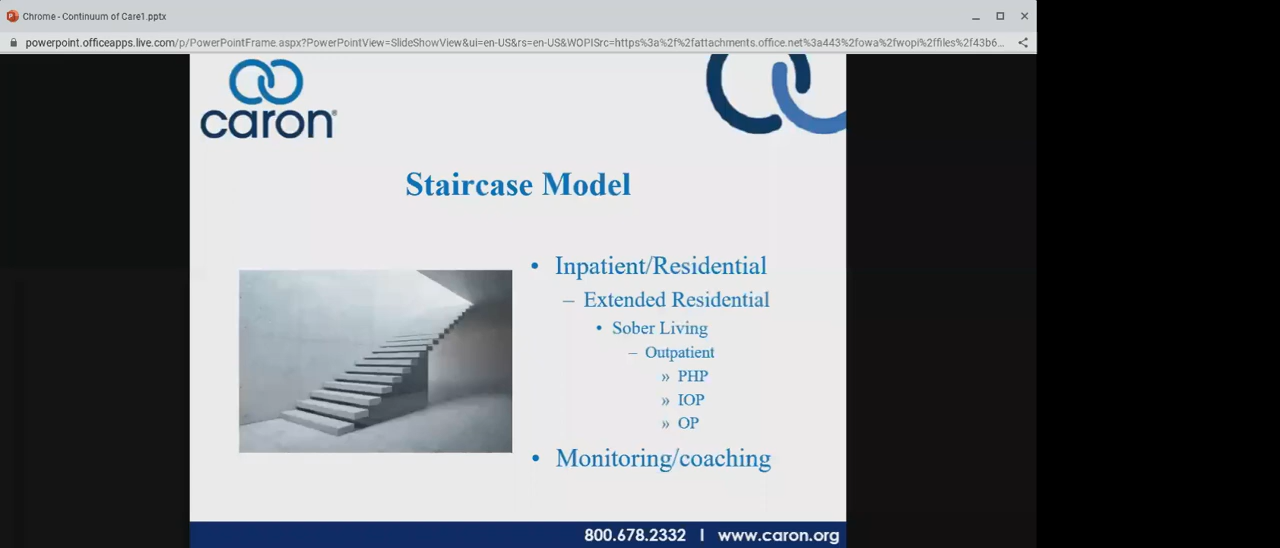 Chrome - Continuum of Care1.pptx
powerpoint.officeapps.live.com/p/PowerPointFrame.aspx?PowerPointView=SlideShowView&ui=en-US&rs=en-US&WOPISrc=https%3a%2f%2fattachments.office.net%3a443%2fowa%2fwopi%2ffiles%2f43b6...
caron®
Staircase Model
• Inpatient/Residential
– Extended Residential
• Sober Living
– Outpatient
» PHP
» IOP
» OP
• Monitoring/coaching
800.678.2332 | www.caron.org